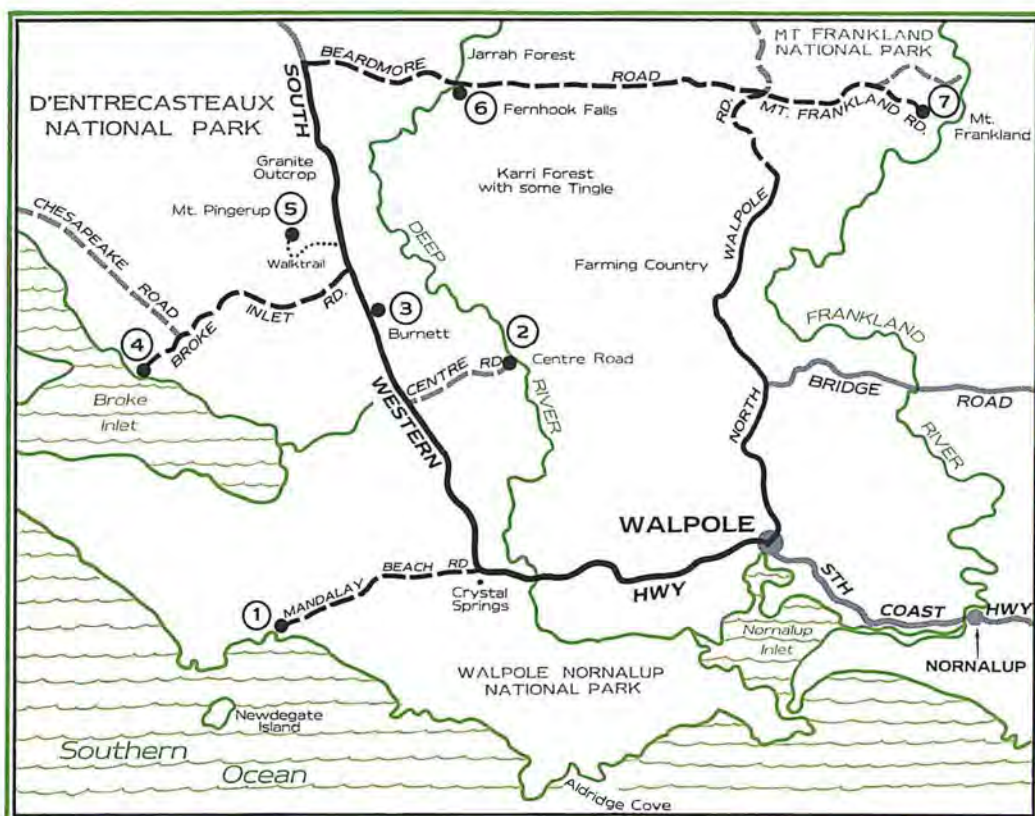 MT FRANKLAND
NATIONAL PARK
BEARDMORE
Jarrah Forest
ROAD
SOUTH
D'ENTRECASTEAUX
NATIONAL PARK
6
Fernhook Falls
RD.
MT. FRANKLAND RD.
7
Mt.
Frankland
Granite
Outcrop
Karri Forest
with some Tingle
Mt. Pingerup
5
CHESAPEAKE
ROAD
DEEP
WALPOLE
Walktrail
Farming Country
BROKE
INLET
RD.
3
Burnett
FRANKLAND
4
2
Centre Road
CENTRE RD
BRIDGE
ROAD
Broke
Inlet
WESTERN
RIVER
NORTH
RIVER
WALPOLE
MANDALAY
BEACH
RD
Crystal
Springs
HWY
STH
COAST
HWY
1
Nornalup
Inlet
NORNALUP
WALPOLE NORNALUP
NATIONAL PARK
Newdegate
Island
Southern
Ocean
Aldridge Cove